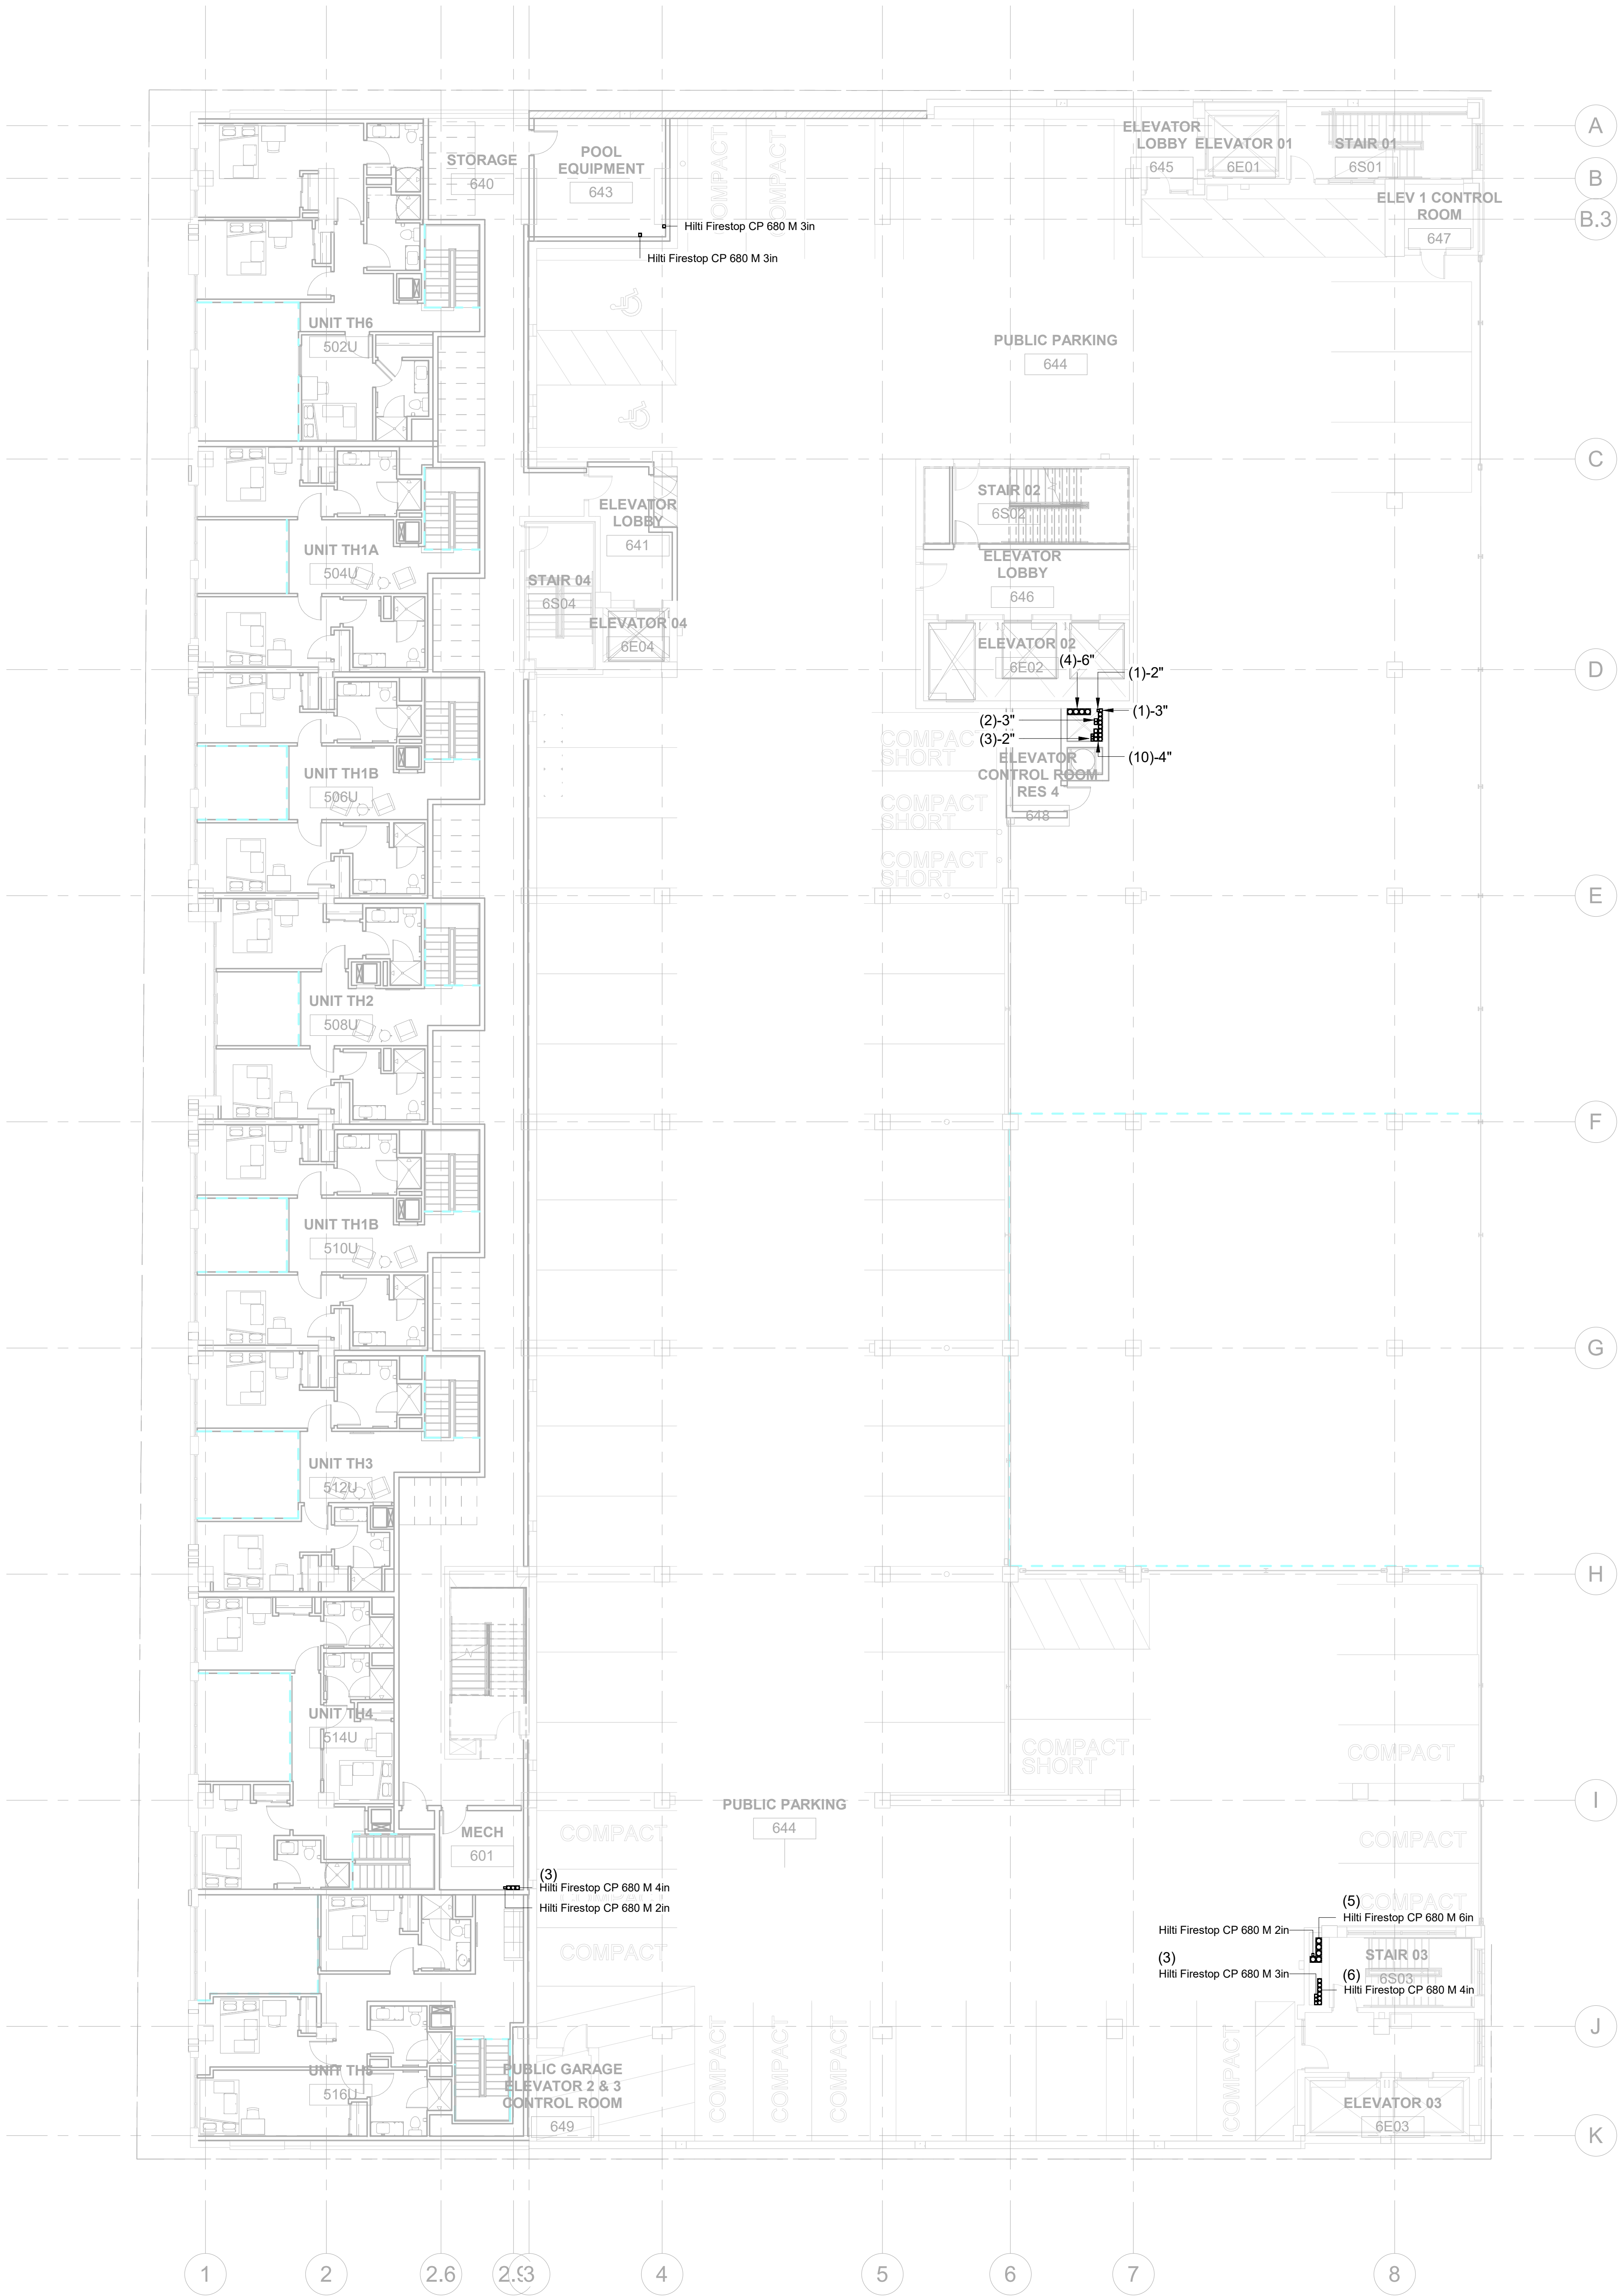 A
B
B.3
C
D
E
F
G
H
I
J
K
STORAGE
640
POOL
EQUIPMENT
643
COMPACT
COMPACT
ELEVATOR
LOBBY
645
ELEVATOR 01
6E01
STAIR 01
6S01
ELEV 1 CONTROL
ROOM
647
Hilti Firestop CP 680 M 3in
Hilti Firestop CP 680 M 3in
UNIT TH6
502U
PUBLIC PARKING
644
ELEVATOR
LOBBY
641
STAIR 02
6S02
UNIT TH1A
504U
STAIR 04
6S04
ELEVATOR
LOBBY
646
ELEVATOR 04
6E04
ELEVATOR 02
6E02
(4)-6"
(1)-2"
(1)-3"
(2)-3"
(3)-2"
(10)-4"
COMPACT
SHORT
ELEVATOR
CONTROL ROOM
RES 4
648
UNIT TH1B
506U
COMPACT
SHORT
COMPACT
SHORT
UNIT TH2
508U
UNIT TH1B
510U
UNIT TH3
512U
UNIT TH4
514U
COMPACT
SHORT
COMPACT
PUBLIC PARKING
644
MECH
601
COMPACT
COMPACT
(3)
Hilti Firestop CP 680 M 4in
Hilti Firestop CP 680 M 2in
COMPACT
COMPACT
(5)
Hilti Firestop CP 680 M 6in
Hilti Firestop CP 680 M 2in
(3)
Hilti Firestop CP 680 M 3in
STAIR 03
6S03
(6)
Hilti Firestop CP 680 M 4in
UNIT TH5
516U
PUBLIC GARAGE
ELEVATOR 2 & 3
CONTROL ROOM
649
COMPACT
COMPACT
COMPACT
COMPACT
ELEVATOR 03
6E03
1
2
2.6
2.9
3
4
5
6
7
8